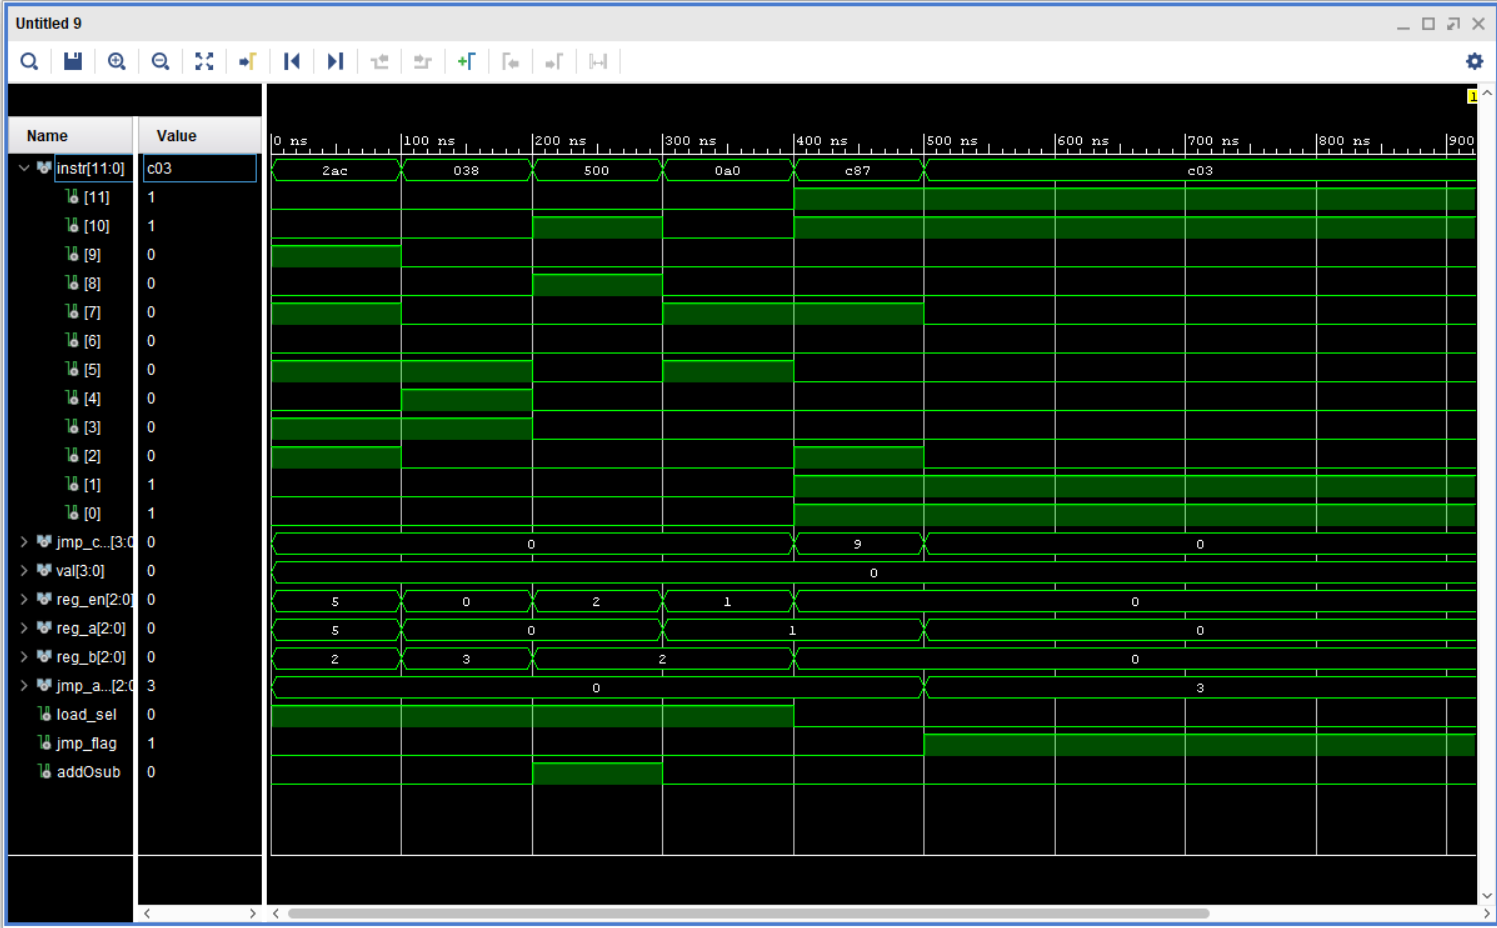 Untitled 9
1
Name Value
0 ns 100 ns 200 ns 300 ns 400 ns 500 ns 600 ns 700 ns 800 ns 900
instr[11:0] c03 2ac 038 500 0a0 c87 c03
[11] 1
[10] 1
[9] 0
[8] 0
[7] 0
[6] 0
[5] 0
[4] 0
[3] 0
[2] 0
[1] 1
[0] 1
jmp_c...[3:0 0 0 9 0
val[3:0] 0 0
reg_en[2:0] 0 5 0 2 1 0
reg_a[2:0] 0 5 0 1 0
reg_b[2:0] 0 2 3 2 0
jmp_a...[2:0 3 0 3
load_sel 0
jmp_flag 1
addOsub 0